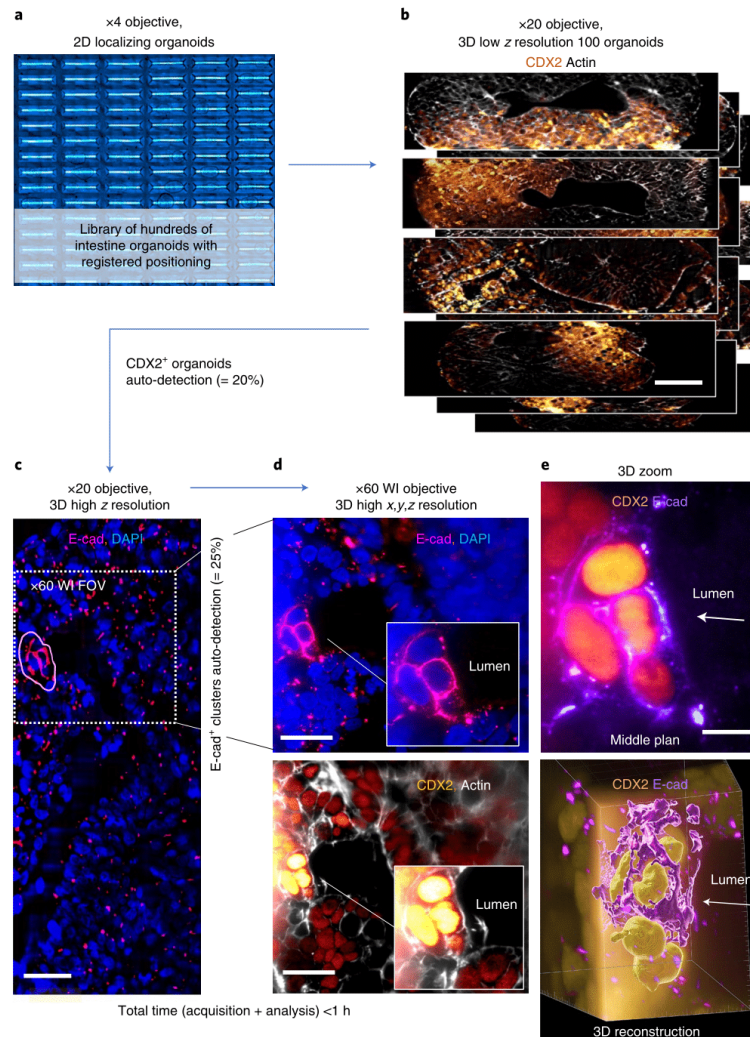 a
×4 objective,
2D localizing organoids
Library of hundreds of
intestine organoids with
registered positioning
b
×20 objective,
3D low z resolution 100 organoids
CDX2 Actin
CDX2⁺ organoids
auto-detection (= 20%)
c
×20 objective,
3D high z resolution
E-cad, DAPI
×60 WI FOV
E-cad⁺ clusters auto-detection (= 25%)
d
×60 WI objective
3D high x,y,z resolution
E-cad, DAPI
Lumen
CDX2, Actin
Lumen
e
3D zoom
CDX2 E-cad
Lumen
Middle plan
CDX2 E-cad
Lumen
3D reconstruction
Total time (acquisition + analysis) <1 h